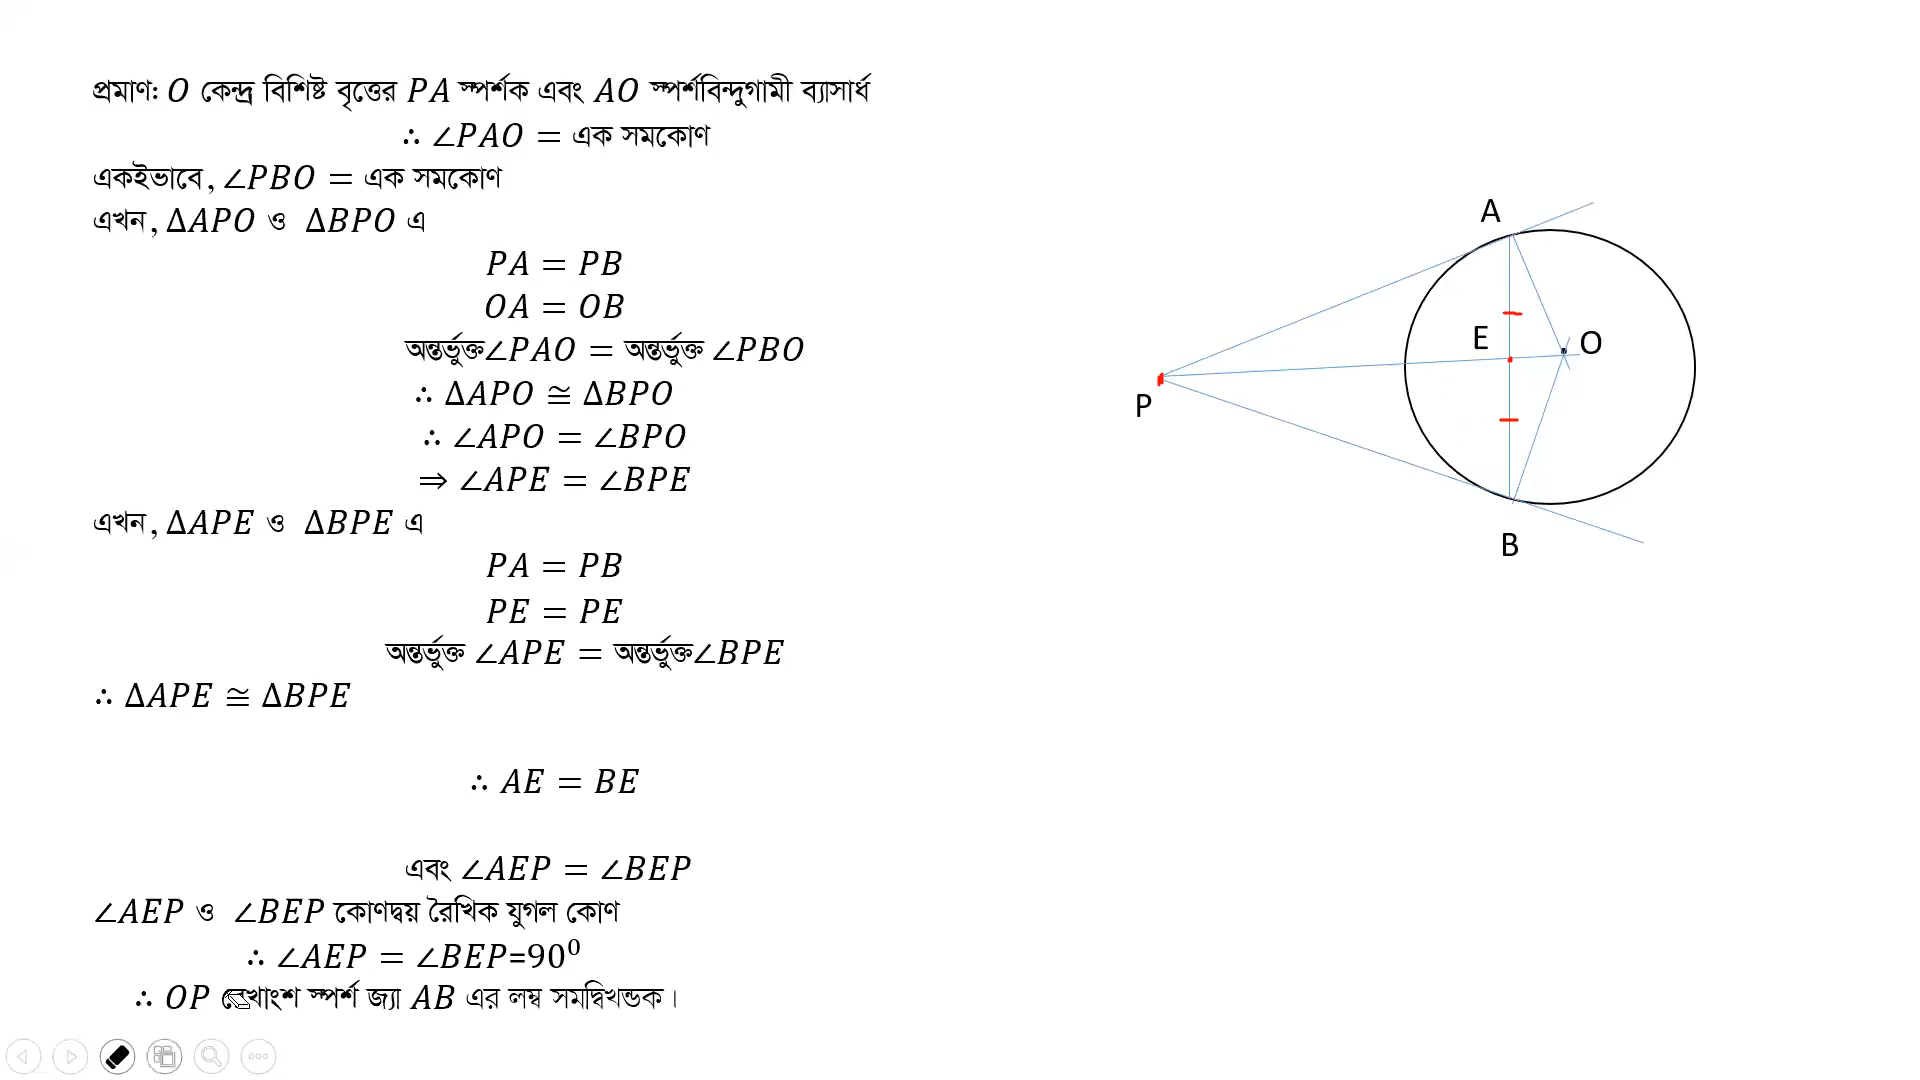 প্রমাণ: O কেন্দ্র বিশিষ্ট বৃত্তের PA স্পর্শক এবং AO স্পর্শবিন্দুগামী ব্যাসার্ধ
∴ ∠PAO = এক সমকোণ
একইভাবে, ∠PBO = এক সমকোণ
এখন, ΔAPO ও ΔBPO এ
PA = PB
OA = OB
অন্তর্ভুক্ত∠PAO = অন্তর্ভুক্ত ∠PBO
∴ ΔAPO ≅ ΔBPO
∴ ∠APO = ∠BPO
⇒ ∠APE = ∠BPE
এখন, ΔAPE ও ΔBPE এ
PA = PB
PE = PE
অন্তর্ভুক্ত ∠APE = অন্তর্ভুক্ত∠BPE
∴ ΔAPE ≅ ΔBPE
∴ AE = BE
এবং ∠AEP = ∠BEP
∠AEP ও ∠BEP কোণদ্বয় রৈখিক যুগল কোণ
∴ ∠AEP = ∠BEP=90⁰
∴ OP রেখাংশ স্পর্শ জ্যা AB এর লম্ব সমদ্বিখন্ডক।
A
E
O
P
B